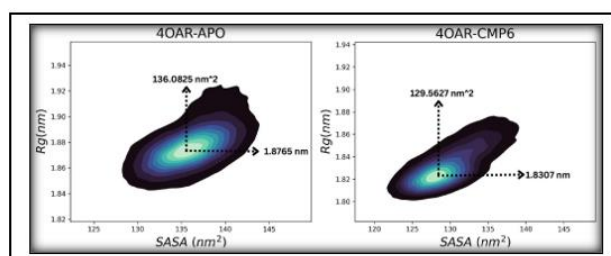 4OAR-APO
4OAR-CMP6
Rg(nm)
1.94
1.92
1.90
1.88
1.86
1.84
1.82
136.0825 nm^2
1.8765 nm
125
130
135
140
145
SASA (nm²)
Rg(nm)
1.94
1.92
1.90
1.88
1.86
1.84
1.82
1.80
129.5627 nm^2
1.8307 nm
120
125
130
135
140
145
SASA (nm²)